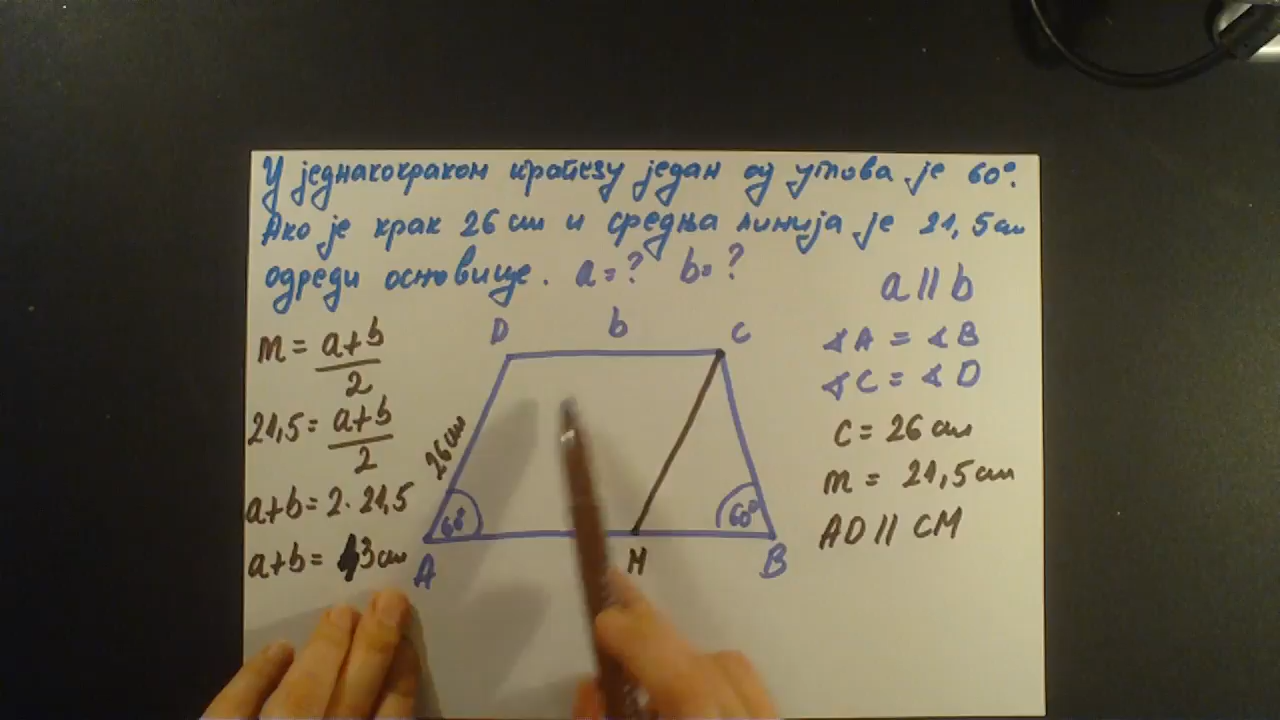 У једнакокраком трапезу један од углова је 60°.
Ако је крак 26 cm и средња линија је 21,5 cm
одреди основице. a = ? b = ?
a || b
m = a+b / 2
21,5 = a+b / 2
a+b = 2 · 21,5
a+b = 43 cm
D b C
26 cm
60° 60°
A M B
∢A = ∢B
∢C = ∢D
c = 26 cm
m = 21,5 cm
AD || CM